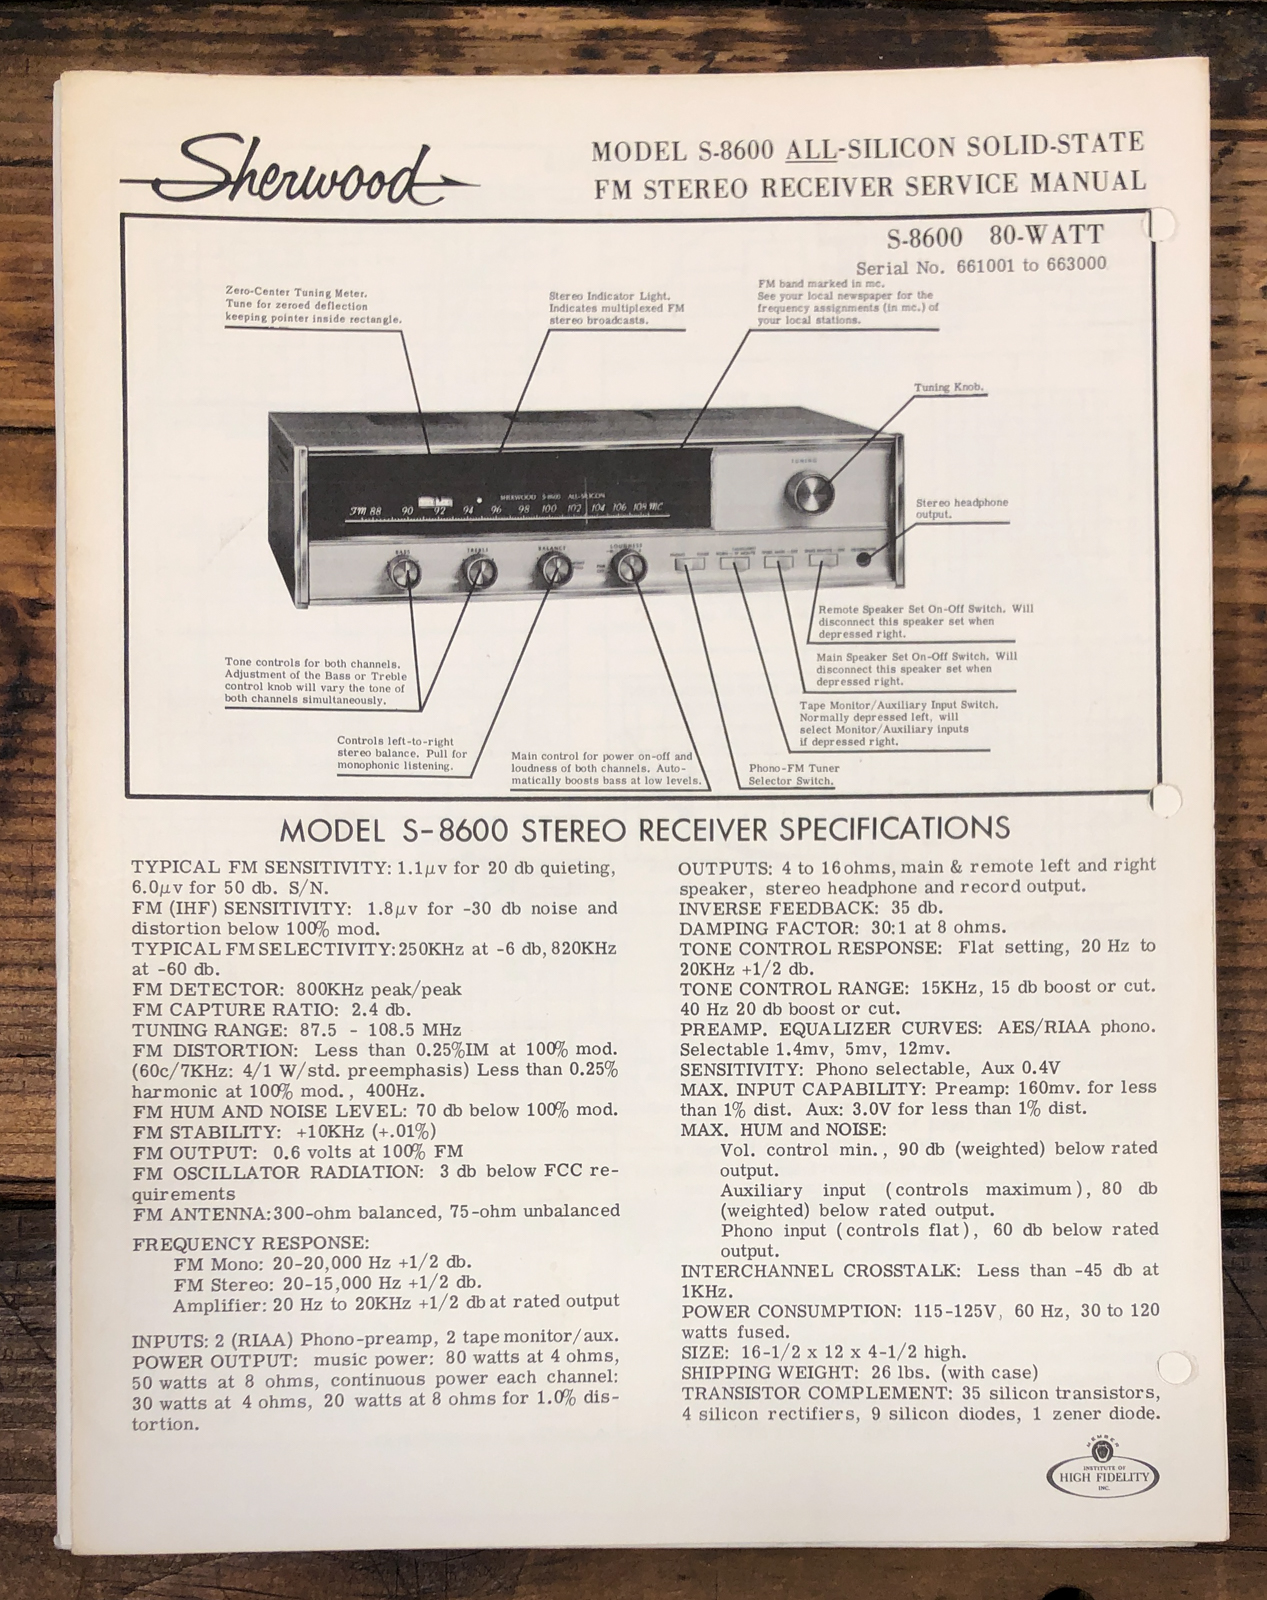 Sherwood
MODEL S-8600 ALL-SILICON SOLID-STATE
FM STEREO RECEIVER SERVICE MANUAL
S-8600 80-WATT
Serial No. 661001 to 663000
Zero-Center Tuning Meter.
Tune for zeroed deflection
keeping pointer inside rectangle.
Stereo Indicator Light.
Indicates multiplexed FM
stereo broadcasts.
FM band marked in mc.
See your local newspaper for the
frequency assignments (in mc.) of
your local stations.
Tuning Knob.
TUNING
SHERWOOD S-8600 ALL-SILICON
FM 88 90 92 94 96 98 100 102 104 106 108 MC
Stereo headphone
output.
BASS TREBLE BALANCE LOUDNESS
Remote Speaker Set On-Off Switch. Will
disconnect this speaker set when
depressed right.
Main Speaker Set On-Off Switch. Will
disconnect this speaker set when
depressed right.
Tape Monitor/Auxiliary Input Switch.
Normally depressed left, will
select Monitor/Auxiliary inputs
if depressed right.
Phono-FM Tuner
Selector Switch.
Tone controls for both channels.
Adjustment of the Bass or Treble
control knob will vary the tone of
both channels simultaneously.
Controls left-to-right
stereo balance. Pull for
monophonic listening.
Main control for power on-off and
loudness of both channels. Auto-
matically boosts bass at low levels.
MODEL S-8600 STEREO RECEIVER SPECIFICATIONS
TYPICAL FM SENSITIVITY: 1.1μv for 20 db quieting,
6.0μv for 50 db. S/N.
FM (IHF) SENSITIVITY: 1.8μv for -30 db noise and
distortion below 100% mod.
TYPICAL FM SELECTIVITY: 250KHz at -6 db, 820KHz
at -60 db.
FM DETECTOR: 800KHz peak/peak
FM CAPTURE RATIO: 2.4 db.
TUNING RANGE: 87.5 - 108.5 MHz
FM DISTORTION: Less than 0.25%IM at 100% mod.
(60c/7KHz: 4/1 W/std. preemphasis) Less than 0.25%
harmonic at 100% mod., 400Hz.
FM HUM AND NOISE LEVEL: 70 db below 100% mod.
FM STABILITY: +10KHz (+.01%)
FM OUTPUT: 0.6 volts at 100% FM
FM OSCILLATOR RADIATION: 3 db below FCC re-
quirements
FM ANTENNA: 300-ohm balanced, 75-ohm unbalanced
FREQUENCY RESPONSE:
FM Mono: 20-20,000 Hz +1/2 db.
FM Stereo: 20-15,000 Hz +1/2 db.
Amplifier: 20 Hz to 20KHz +1/2 db at rated output
INPUTS: 2 (RIAA) Phono-preamp, 2 tape monitor/aux.
POWER OUTPUT: music power: 80 watts at 4 ohms,
50 watts at 8 ohms, continuous power each channel:
30 watts at 4 ohms, 20 watts at 8 ohms for 1.0% dis-
tortion.
OUTPUTS: 4 to 16 ohms, main & remote left and right
speaker, stereo headphone and record output.
INVERSE FEEDBACK: 35 db.
DAMPING FACTOR: 30:1 at 8 ohms.
TONE CONTROL RESPONSE: Flat setting, 20 Hz to
20KHz +1/2 db.
TONE CONTROL RANGE: 15KHz, 15 db boost or cut.
40 Hz 20 db boost or cut.
PREAMP. EQUALIZER CURVES: AES/RIAA phono.
Selectable 1.4mv, 5mv, 12mv.
SENSITIVITY: Phono selectable, Aux 0.4V
MAX. INPUT CAPABILITY: Preamp: 160mv. for less
than 1% dist. Aux: 3.0V for less than 1% dist.
MAX. HUM and NOISE:
Vol. control min., 90 db (weighted) below rated
output.
Auxiliary input (controls maximum), 80 db
(weighted) below rated output.
Phono input (controls flat), 60 db below rated
output.
INTERCHANNEL CROSSTALK: Less than -45 db at
1KHz.
POWER CONSUMPTION: 115-125V, 60 Hz, 30 to 120
watts fused.
SIZE: 16-1/2 x 12 x 4-1/2 high.
SHIPPING WEIGHT: 26 lbs. (with case)
TRANSISTOR COMPLEMENT: 35 silicon transistors,
4 silicon rectifiers, 9 silicon diodes, 1 zener diode.
MEMBER
INSTITUTE OF
HIGH FIDELITY
INC.